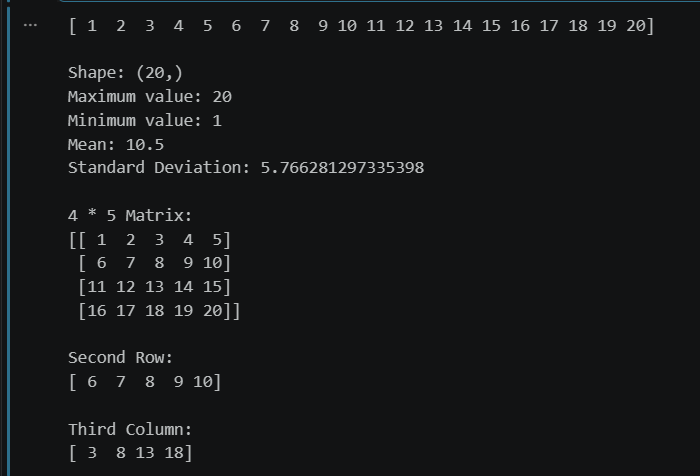 [ 1  2  3  4  5  6  7  8  9 10 11 12 13 14 15 16 17 18 19 20]
Shape: (20,)
Maximum value: 20
Minimum value: 1
Mean: 10.5
Standard Deviation: 5.766281297335398
4 * 5 Matrix:
[[ 1  2  3  4  5]
 [ 6  7  8  9 10]
 [11 12 13 14 15]
 [16 17 18 19 20]]
Second Row:
[ 6  7  8  9 10]
Third Column:
[ 3  8 13 18]